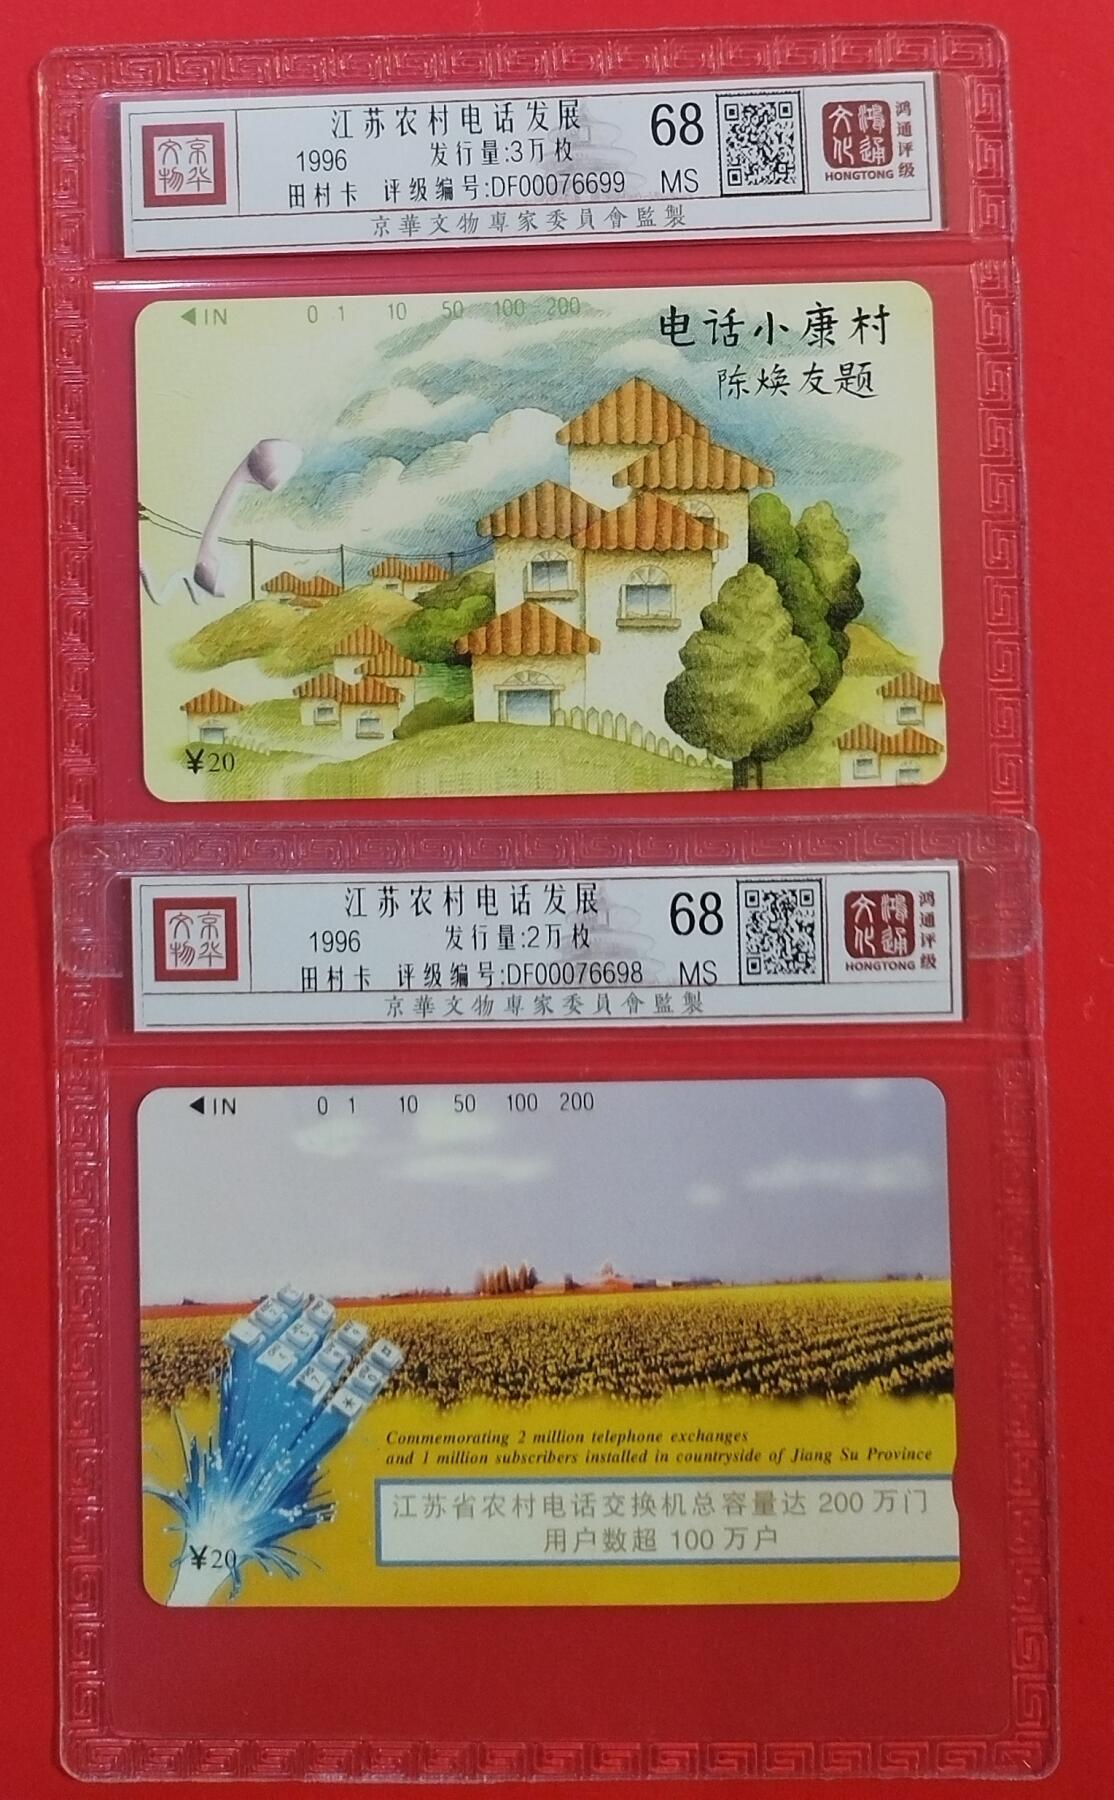 京华
文物
江苏农村电话发展
1996 发行量:3万枚
田村卡 评级编号:DF00076699
68
MS
鸿通
文化
HONGTONG
鸿通评级
京華文物專家委員會監製
◀IN 0 1 10 50 100 200
电话小康村
陈焕友题
¥20
京华
文物
江苏农村电话发展
1996 发行量:2万枚
田村卡 评级编号:DF00076698
68
MS
鸿通
文化
HONGTONG
鸿通评级
京華文物專家委員會監製
◀IN 0 1 10 50 100 200
Commemorating 2 million telephone exchanges
and 1 million subscribers installed in countryside of Jiang Su Province
江苏省农村电话交换机总容量达 200 万门
用户数超 100 万户
¥20